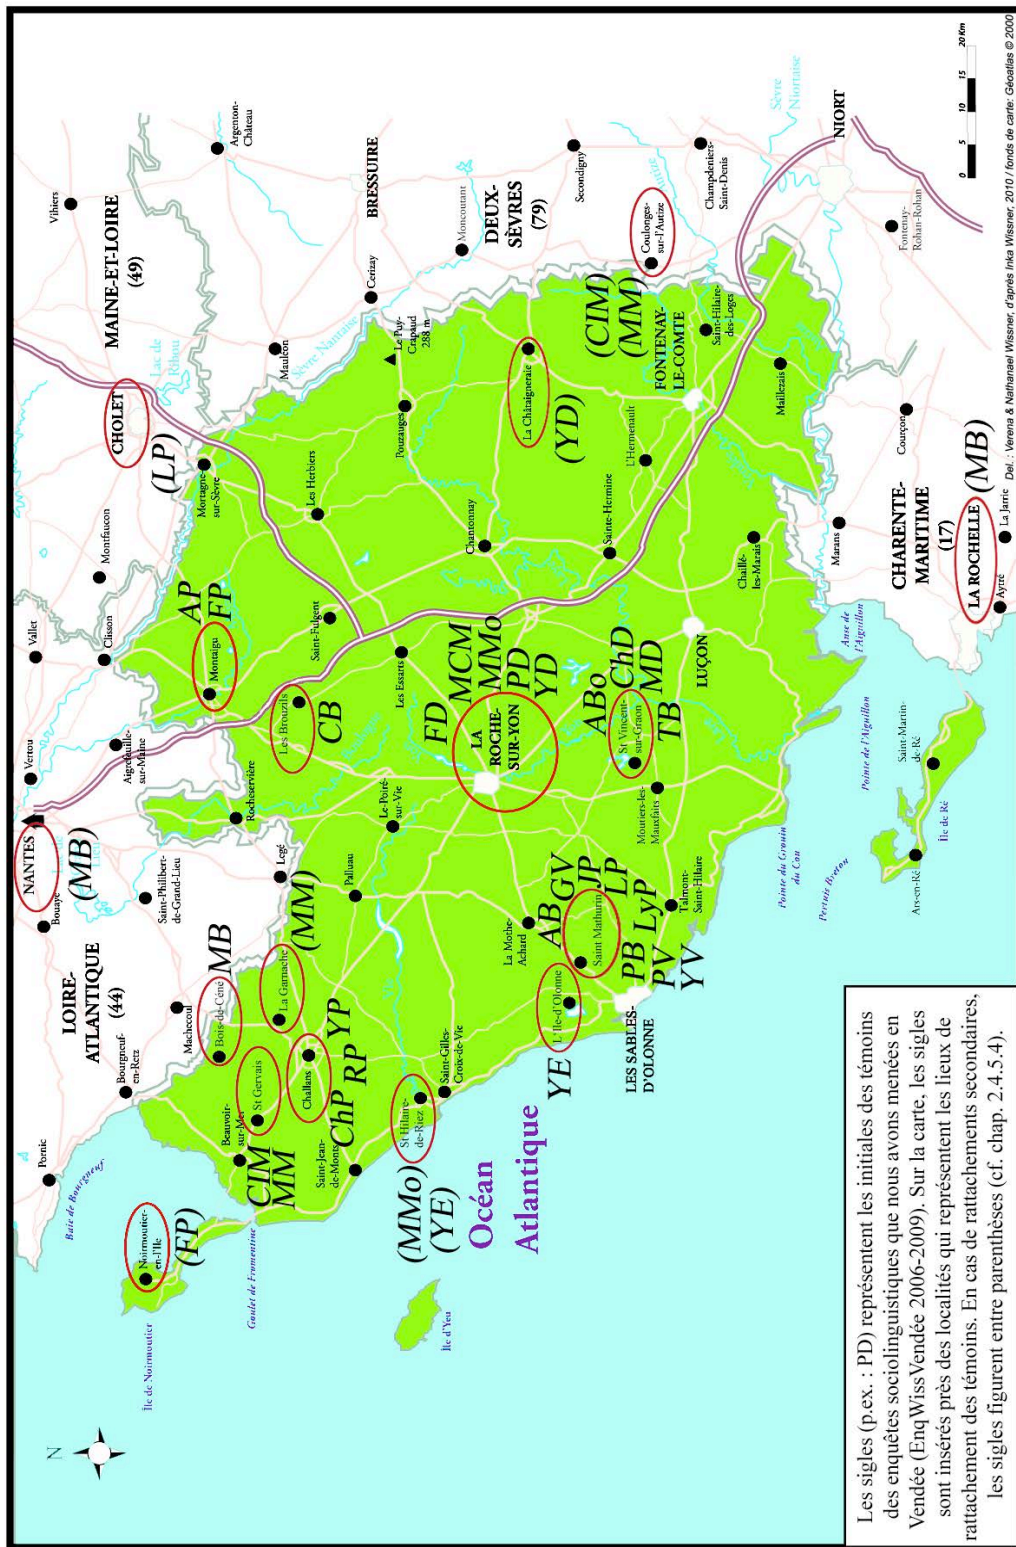 Pornic
Baie de Bourgneuf
Bourgneuf-
en-Retz
LOIRE-
ATLANTIQUE
(44)
Machecoul
Bouaye
NANTES
(MB)
Saint-Philibert-
de-Grand-Lieu
Vertou
Aigrefeuille-
sur-Maine
Vallet
Clisson
Montfaucon
CHOLET
(LP)
Lac de
Ribou
MAINE-ET-LOIRE
(49)
Vihiers
Argenton-
Château
Île de Noirmoutier
Noirmoutier-
en-l'Ile
(FP)
Goulet de Fromentine
Beauvoir-
sur-Mer
CIM
MM
St Gervais
Bois-de-Céné
MB
La Garnache
(MM)
Legé
Rocheservière
Les Brouzils
CB
Montaigu
AP
FP
Saint-Fulgent
Mortagne-
sur-Sèvre
Les Herbiers
Mauléon
Sèvre Nantaise
Cerizay
BRESSUIRE
Saint-Jean-
de-Monts
Challans
ChP RP YP
Palluau
Le-Poiré-
sur-Vie
Les Essarts
Pouzauges
Le Puy-
Crapaud
288 m
Moncoutant
DEUX-
SÈVRES
(79)
Secondigny
Île d'Yeu
(MMo)
(YE)
St Hilaire-
de-Riez
Saint-Gilles-
Croix-de-Vie
Vie
Océan
Atlantique
FD
MCM
MMo
PD
YD
LA
ROCHE-
SUR-YON
Chantonnay
La Châtaigneraie
(YD)
(CIM)
(MM)
Coulonges-
sur-l'Autize
Champdeniers-
Saint-Denis
YE
L'Ile-d'Olonne
La Mothe-
Achard
AB GV
Saint Mathurin
JP
LP
PB LyP
PV
YV
LES SABLES-
D'OLONNE
Talmont-
Saint-Hilaire
Moutiers-les-
Mauxfaits
ABo
ChD
St Vincent-
sur-Graon
MD
TB
Sainte-Hermine
L'Hermenault
FONTENAY-
LE-COMTE
Saint-Hilaire-
des-Loges
Maillezais
LUÇON
Chaillé-
les-Marais
Sèvre
Niortaise
NIORT
Fontenay-
Rohan-Rohan
Pointe du Grouin
du Cou
Pertuis Breton
Pointe de l'Aiguillon
Anse de
l'Aiguillon
Marans
Courçon
CHARENTE-
MARITIME
(17)
LA ROCHELLE
(MB)
La Jarrie
Aytré
Saint-Martin-
de-Ré
Île de Ré
Ars-en-Ré
N
0 5 10 15 20 Km
Les sigles (p.ex. : PD) représentent les initiales des témoins
des enquêtes sociolinguistiques que nous avons menées en
Vendée (EnqWissVendée 2006-2009). Sur la carte, les sigles
sont insérés près des localités qui représentent les lieux de
rattachement des témoins. En cas de rattachements secondaires,
les sigles figurent entre parenthèses (cf. chap. 2.4.5.4).
Del. : Verena & Nathanael Wissner, d'après Inka Wissner, 2010 / fonds de carte: Géoatlas © 2000